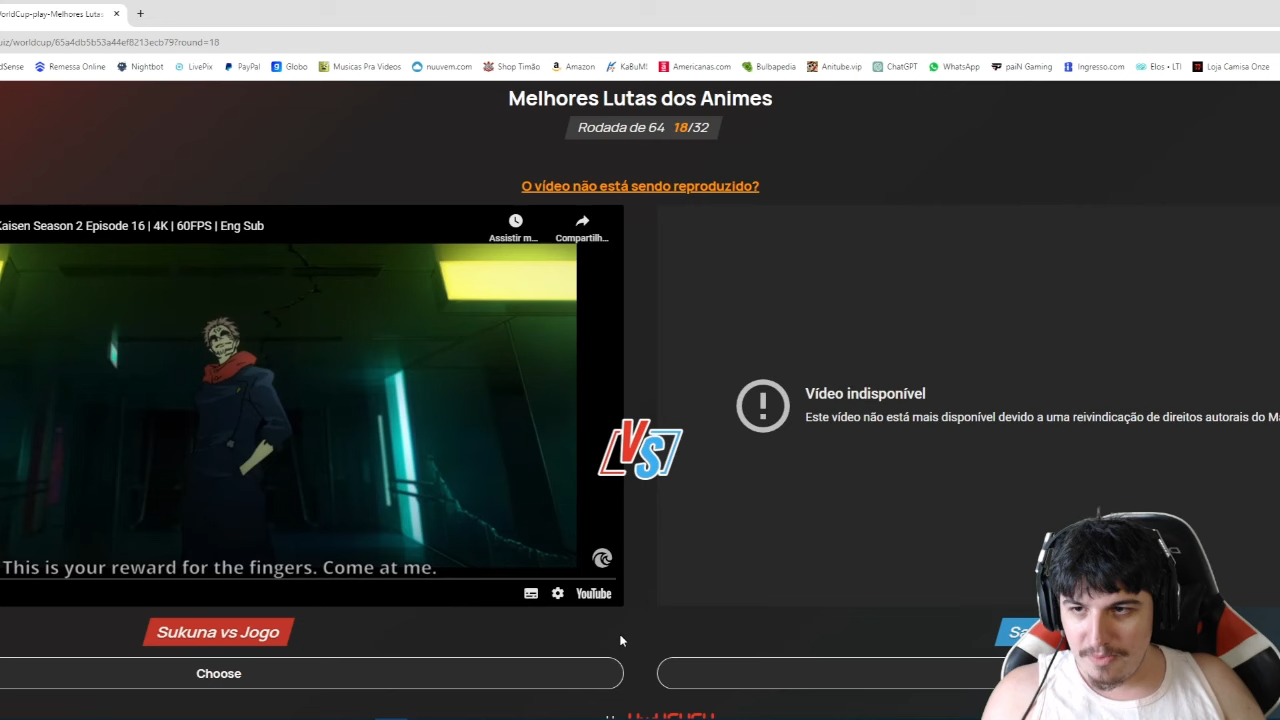 WorldCup-play-Melhores Lutas
uiz/worldcup/65a4db5b53a44ef8213ecb79?round=18
dSense Remessa Online Nightbot LivePix PayPal Globo Musicas Pra Videos nuuvem.com Shop Timão Amazon KaBuM! Americanas.com Bulbapedia Anitube.vip ChatGPT WhatsApp paiN Gaming Ingresso.com Elos • LTI Loja Camisa Onze
Melhores Lutas dos Animes
Rodada de 64 18/32
O vídeo não está sendo reproduzido?
Kaisen Season 2 Episode 16 | 4K | 60FPS | Eng Sub
Assistir m... Compartilh...
Vídeo indisponível
Este vídeo não está mais disponível devido a uma reivindicação de direitos autorais do Ma
VS
This is your reward for the fingers. Come at me.
YouTube
Sukuna vs Jogo
Sa
Choose